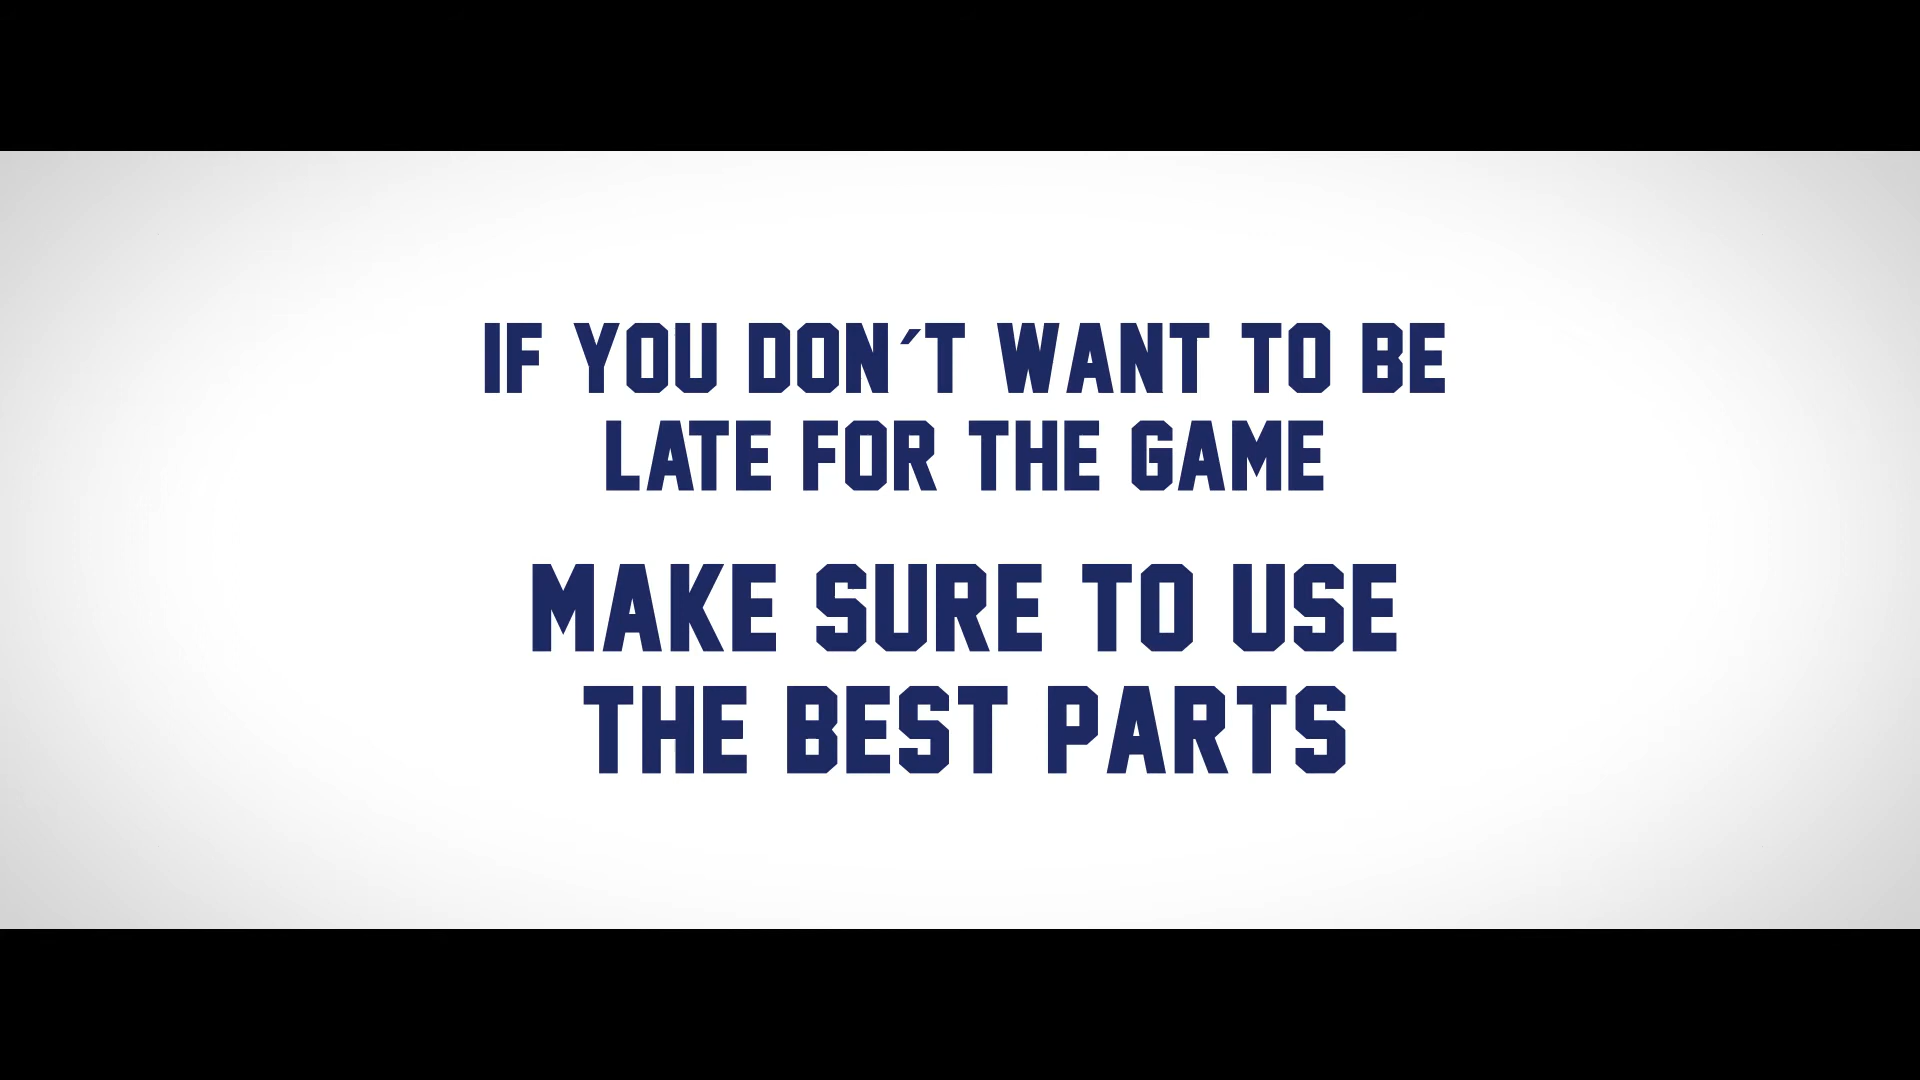 IF YOU DON´T WANT TO BE
LATE FOR THE GAME
MAKE SURE TO USE
THE BEST PARTS